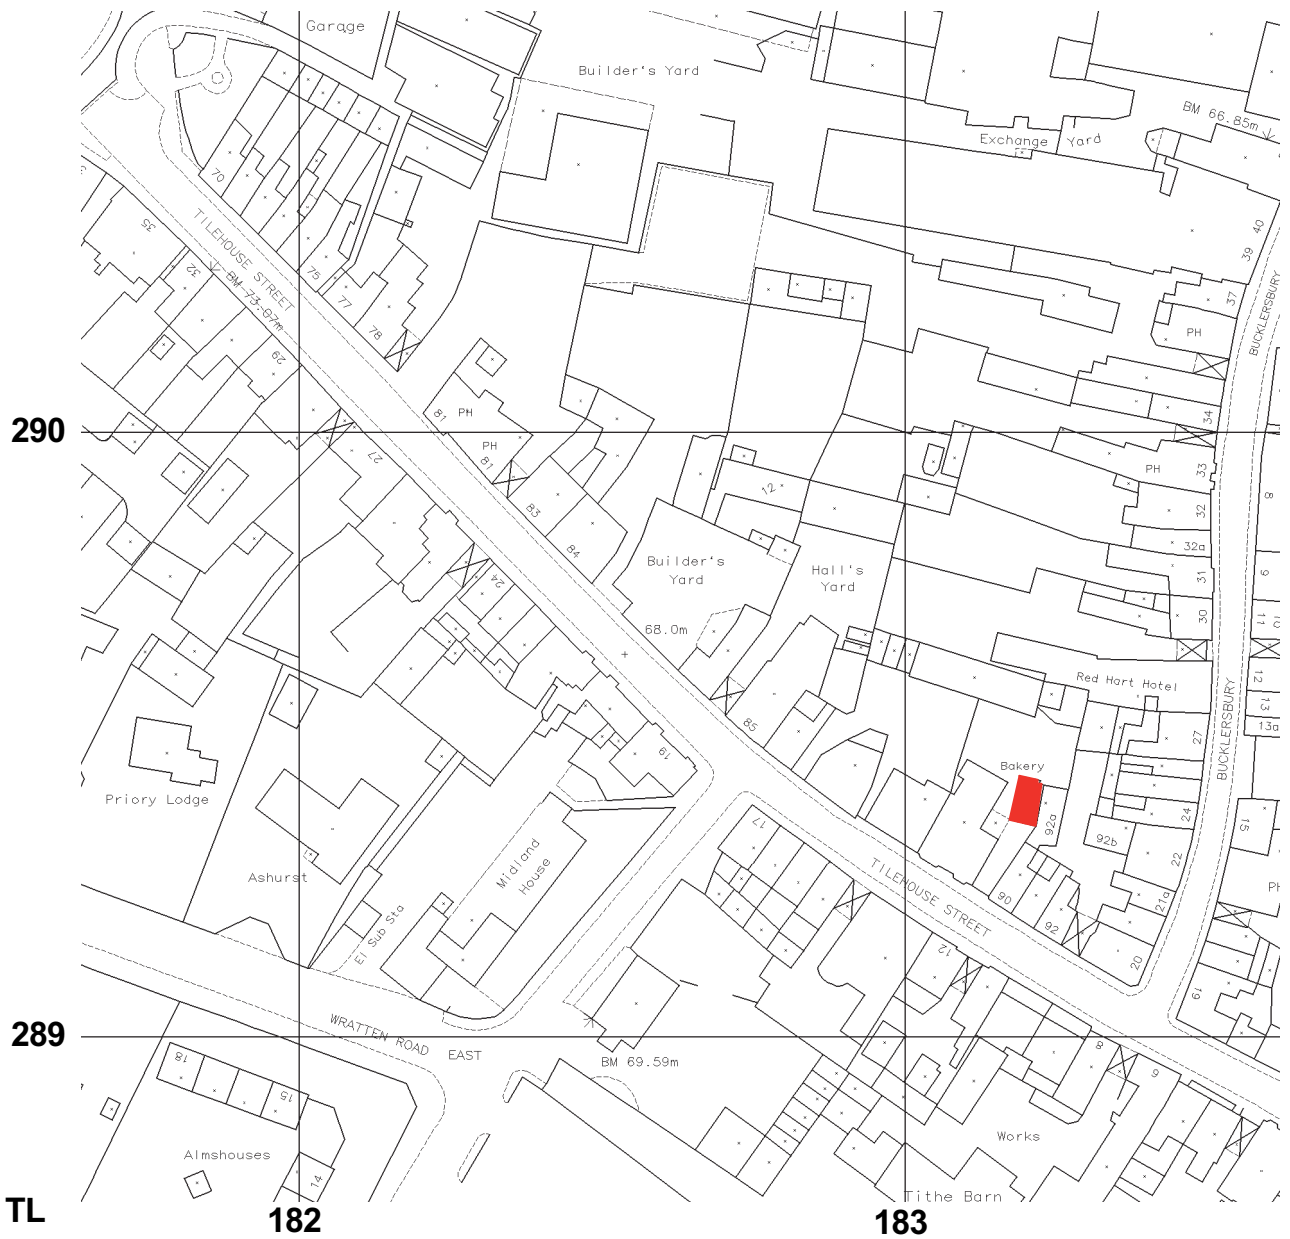 Garage
Builder's Yard
BM 66.85m
Exchange Yard
70
TILEHOUSE STREET
35
32
BM 73.07m
75
77
78
29
40
39
37
BUCKLERSBURY
PH
81
PH
PH
81
34
290
27
PH
33
12
8
83
32
84
32a
24
Builder's
Yard
Hall's
Yard
31
9
30
11
10
68.0m
Red Hart Hotel
12
13
13a
BUCKLERSBURY
27
85
19
Bakery
Priory Lodge
92a
24
15
17
92b
22
Midland
House
Ashurst
TILEHOUSE STREET
90
92
21a
PH
El Sub Sta
12
20
19
WRATTEN ROAD EAST
289
BM 69.59m
8
6
18
15
Works
Almshouses
14
Tithe Barn
TL
182
183